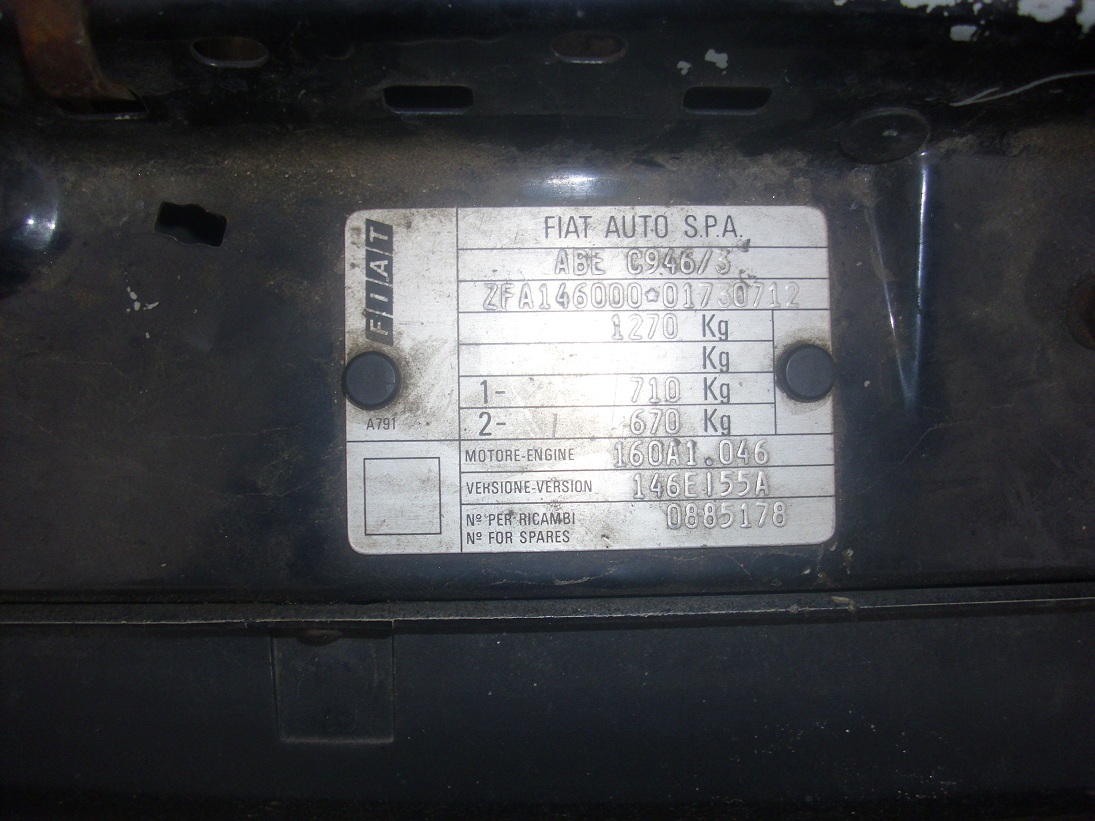 FIAT
FIAT AUTO S.P.A.
ABE C946/3
ZFA146000*01730712
1270 Kg
Kg
1- 710 Kg
2- 670 Kg
A791
MOTORE-ENGINE 160A1.046
VERSIONE-VERSION 146E155A
Nº PER RICAMBI 0885178
Nº FOR SPARES